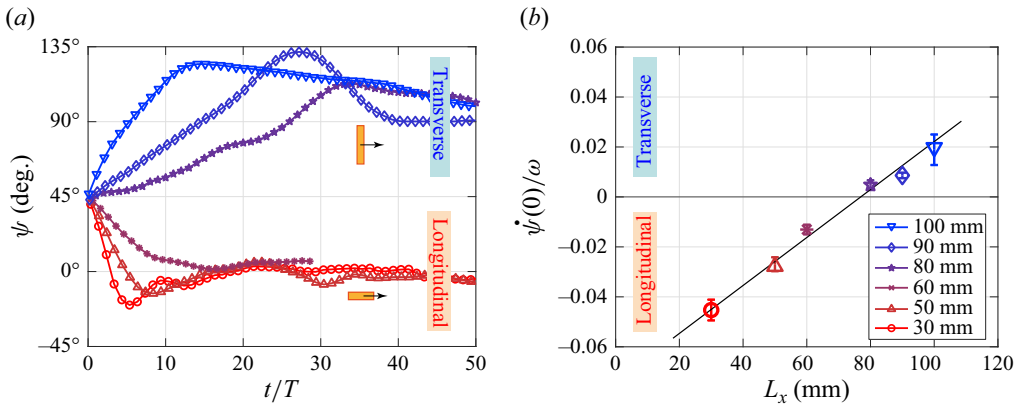 (a)
135°
90°
45°
0°
–45°
ψ (deg.)
0
10
20
30
40
50
t/T
Transverse
Longitudinal
(b)
0.06
0.04
0.02
0
–0.02
–0.04
–0.06
ψ̇(0)/ω
0
20
40
60
80
100
120
L_x (mm)
Transverse
Longitudinal
100 mm
90 mm
80 mm
60 mm
50 mm
30 mm